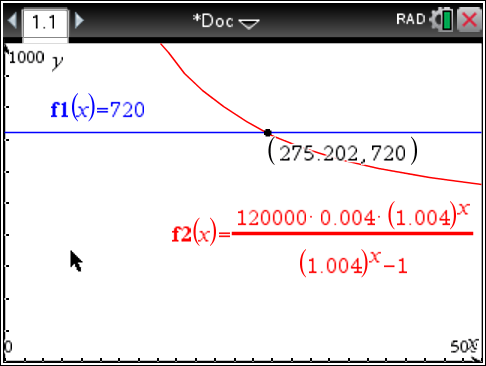 1.1 *Doc RAD
1000 y
f1(x)=720
(275.202,720)
f2(x)=120000·0.004·(1.004)^x
(1.004)^x−1
0 500 x